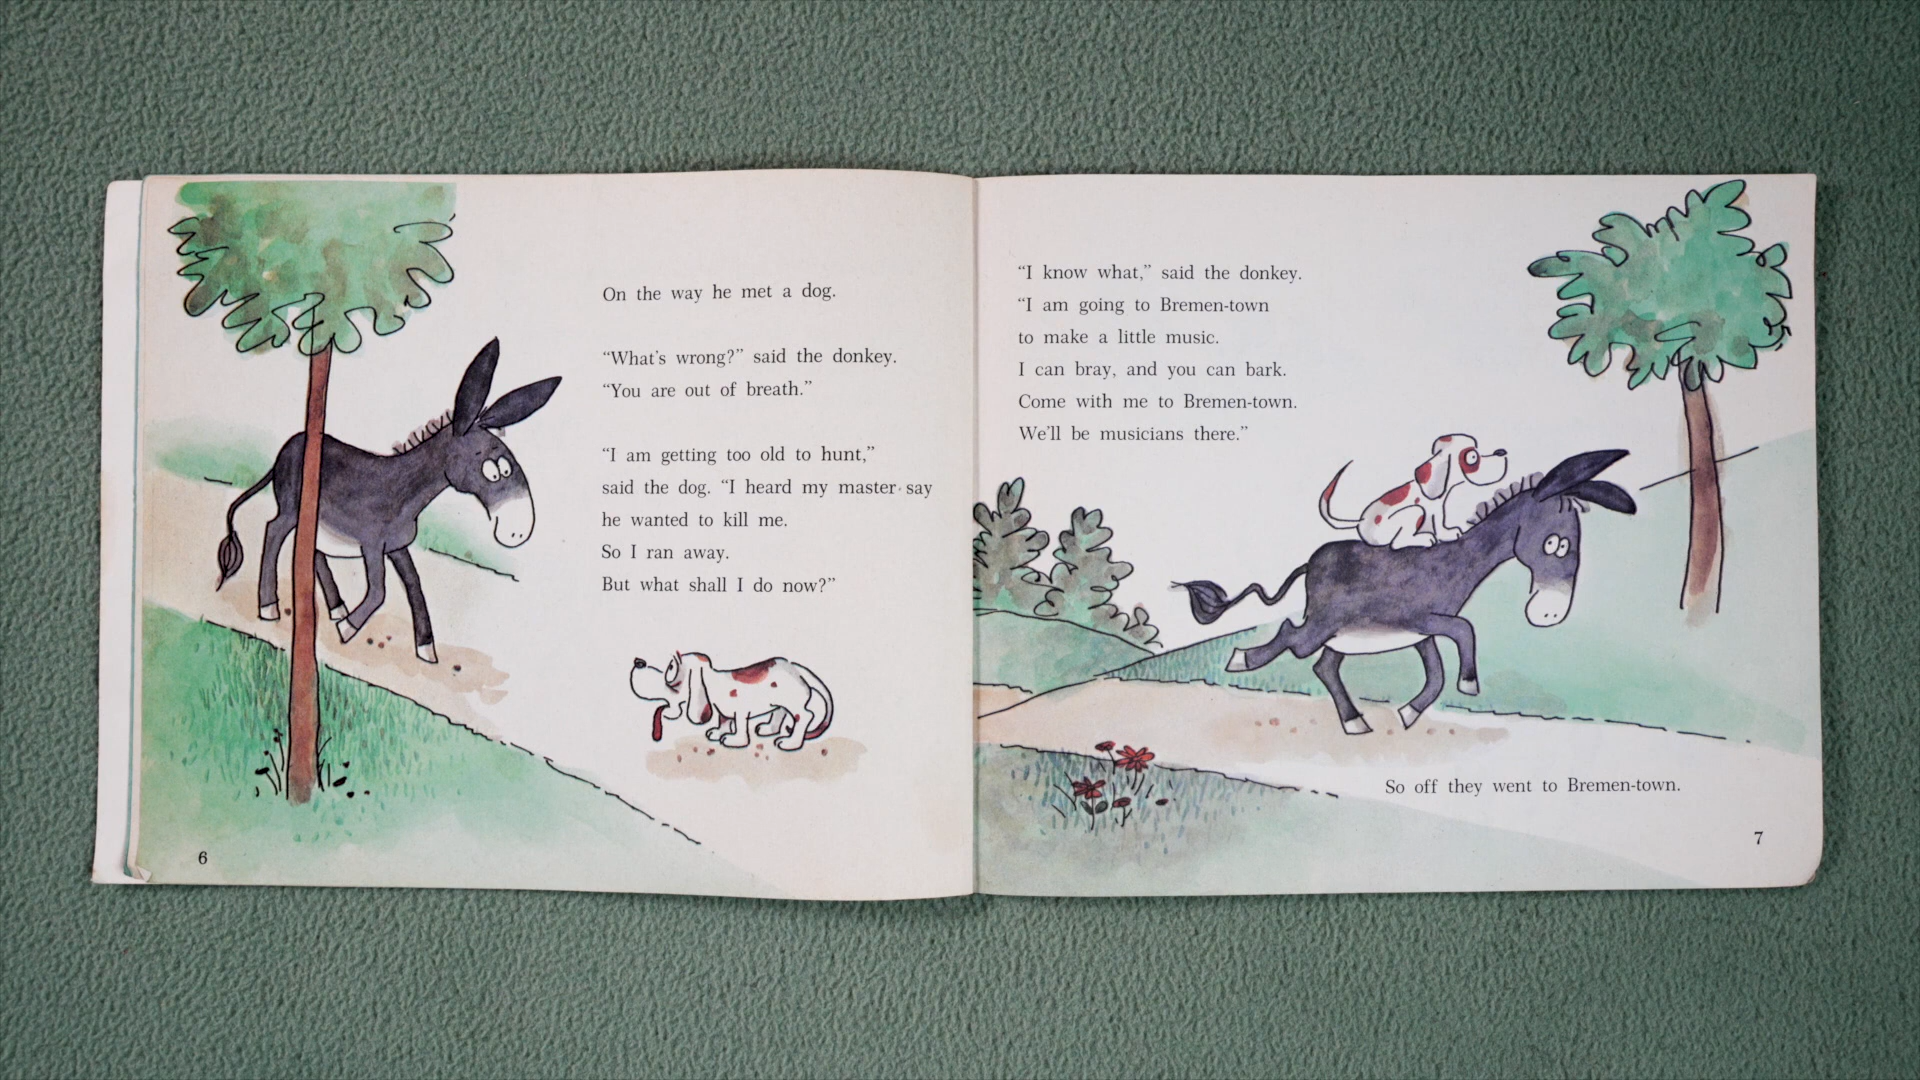 On the way he met a dog.
“What's wrong?” said the donkey.
“You are out of breath.”
“I am getting too old to hunt,”
said the dog. “I heard my master say
he wanted to kill me.
So I ran away.
But what shall I do now?”
6
“I know what,” said the donkey.
“I am going to Bremen-town
to make a little music.
I can bray, and you can bark.
Come with me to Bremen-town.
We'll be musicians there.”
So off they went to Bremen-town.
7